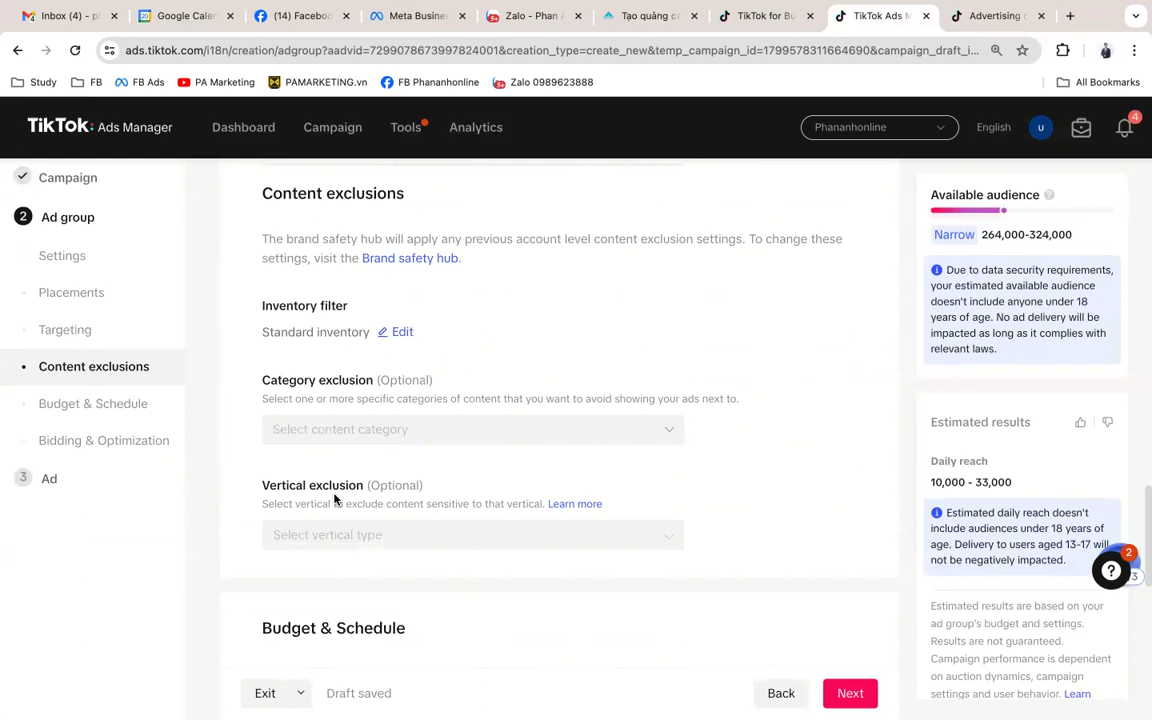 Inbox (4) - pl
Google Cale
(14) Facebo
Meta Busine
Zalo - Phan A
Tạo quảng cá
TikTok for Bu
TikTok Ads M
Advertising o
ads.tiktok.com/i18n/creation/adgroup?aadvid=7299078673997824001&creation_type=create_new&temp_campaign_id=1799578311664690&campaign_draft_i...
Study
FB
FB Ads
PA Marketing
PAMARKETING.vn
FB Phananhonline
Zalo 0989623888
All Bookmarks
TikTok: Ads Manager
Dashboard
Campaign
Tools
Analytics
Phananhonline
English
U
4
Campaign
2 Ad group
Settings
Placements
Targeting
Content exclusions
Budget & Schedule
Bidding & Optimization
3 Ad
Content exclusions
The brand safety hub will apply any previous account level content exclusion settings. To change these
settings, visit the Brand safety hub.
Inventory filter
Standard inventory Edit
Category exclusion (Optional)
Select one or more specific categories of content that you want to avoid showing your ads next to.
Select content category
Vertical exclusion (Optional)
Select vertical to exclude content sensitive to that vertical. Learn more
Select vertical type
Budget & Schedule
Exit
Draft saved
Back
Next
Available audience
Narrow 264,000-324,000
Due to data security requirements,
your estimated available audience
doesn't include anyone under 18
years of age. No ad delivery will be
impacted as long as it complies with
relevant laws.
Estimated results
Daily reach
10,000 - 33,000
Estimated daily reach doesn't
include audiences under 18 years of
age. Delivery to users aged 13-17 will
not be negatively impacted.
2
?
/3
Estimated results are based on your
ad group's budget and settings.
Results are not guaranteed.
Campaign performance is dependent
on auction dynamics, campaign
settings and user behavior. Learn